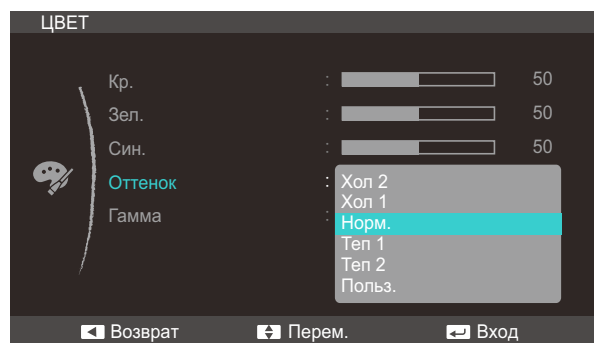 ЦВЕТ
Кр. : 50
Зел. : 50
Син. : 50
Оттенок :
Хол 2
Хол 1
Норм.
Теп 1
Теп 2
Польз.
Гамма :
Возврат Перем. Вход